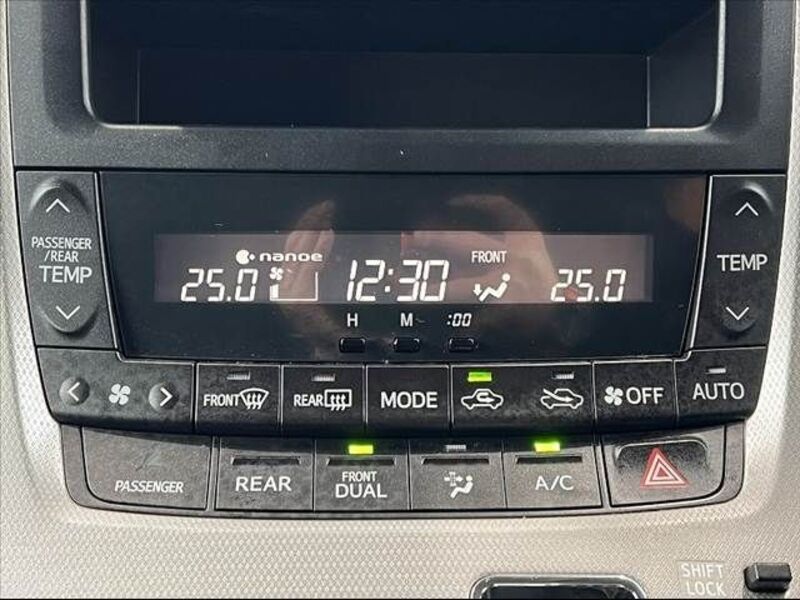 PASSENGER
/REAR
TEMP
nanoe
25.0
12:30
FRONT
25.0
TEMP
H M :00
FRONT
REAR
MODE
OFF
AUTO
PASSENGER
REAR
FRONT
DUAL
A/C
SHIFT
LOCK